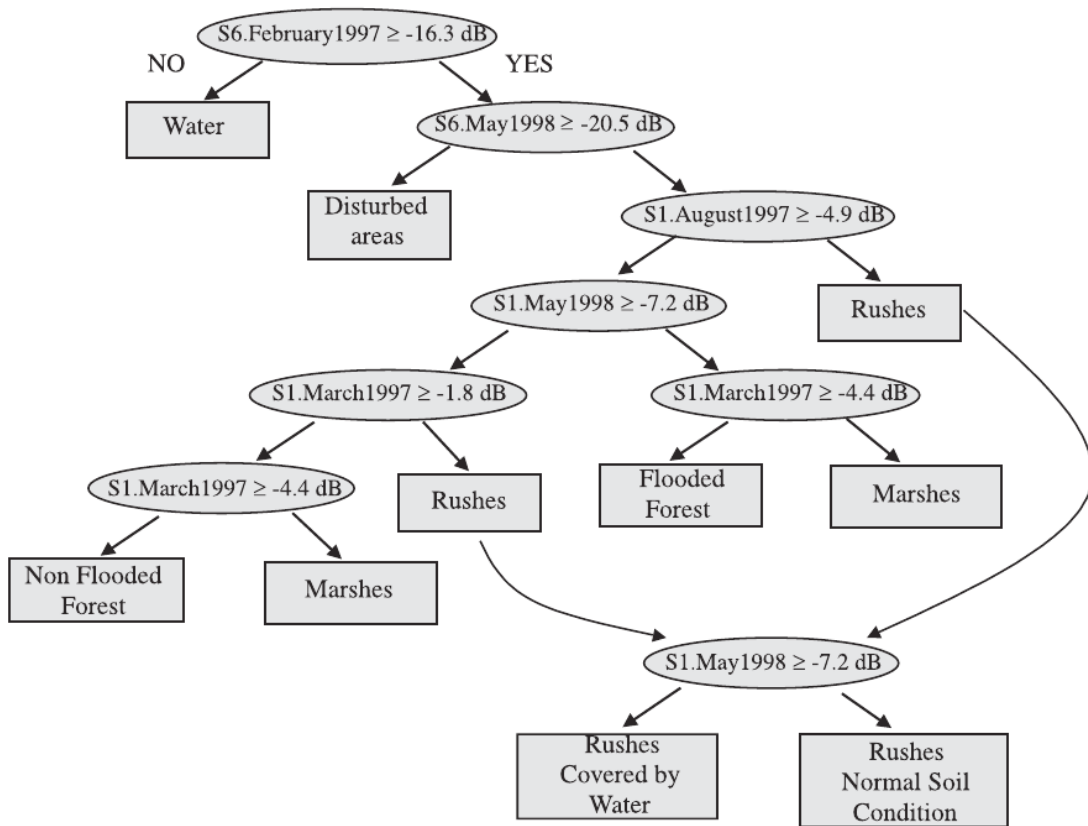 S6.February1997 ≥ -16.3 dB
NO
YES
Water
S6.May1998 ≥ -20.5 dB
Disturbed
areas
S1.August1997 ≥ -4.9 dB
S1.May1998 ≥ -7.2 dB
Rushes
S1.March1997 ≥ -1.8 dB
S1.March1997 ≥ -4.4 dB
S1.March1997 ≥ -4.4 dB
Rushes
Flooded
Forest
Marshes
Non Flooded
Forest
Marshes
S1.May1998 ≥ -7.2 dB
Rushes
Covered by
Water
Rushes
Normal Soil
Condition